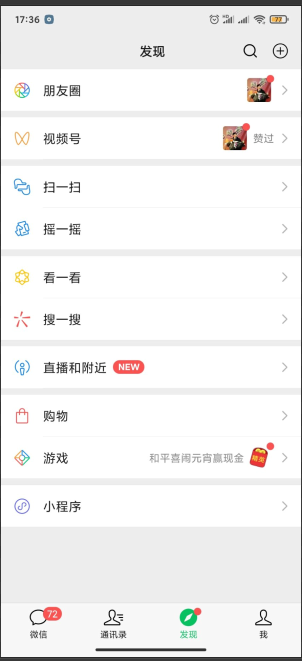 17:36
77
发现
朋友圈
视频号 赞过
扫一扫
摇一摇
看一看
搜一搜
直播和附近 NEW
购物
游戏 和平喜闹元宵赢现金
小程序
72
微信 通讯录 发现 我